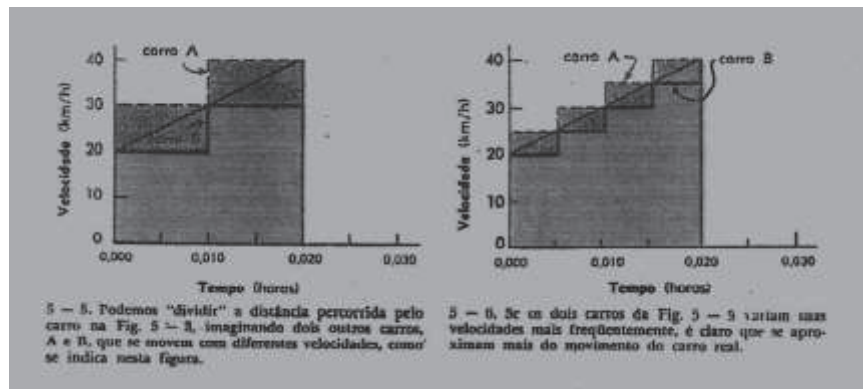 carro A
40
30
20
10
0
Velocidade (km/h)
0,000
0,010
0,020
0,030
Tempo (horas)
5 — 5. Podemos "dividir" a distância percorrida pelo
carro na Fig. 5 — 3, imaginando dois outros carros,
A e B, que se movem com diferentes velocidades, como
se indica nesta figura.
carro A
carro B
40
30
20
10
0
Velocidade (km/h)
0,000
0,010
0,020
0,030
Tempo (horas)
5 — 6. Se os dois carros da Fig. 5 — 5 variam suas
velocidades mais freqüentemente, é claro que se apro-
ximam mais do movimento do carro real.